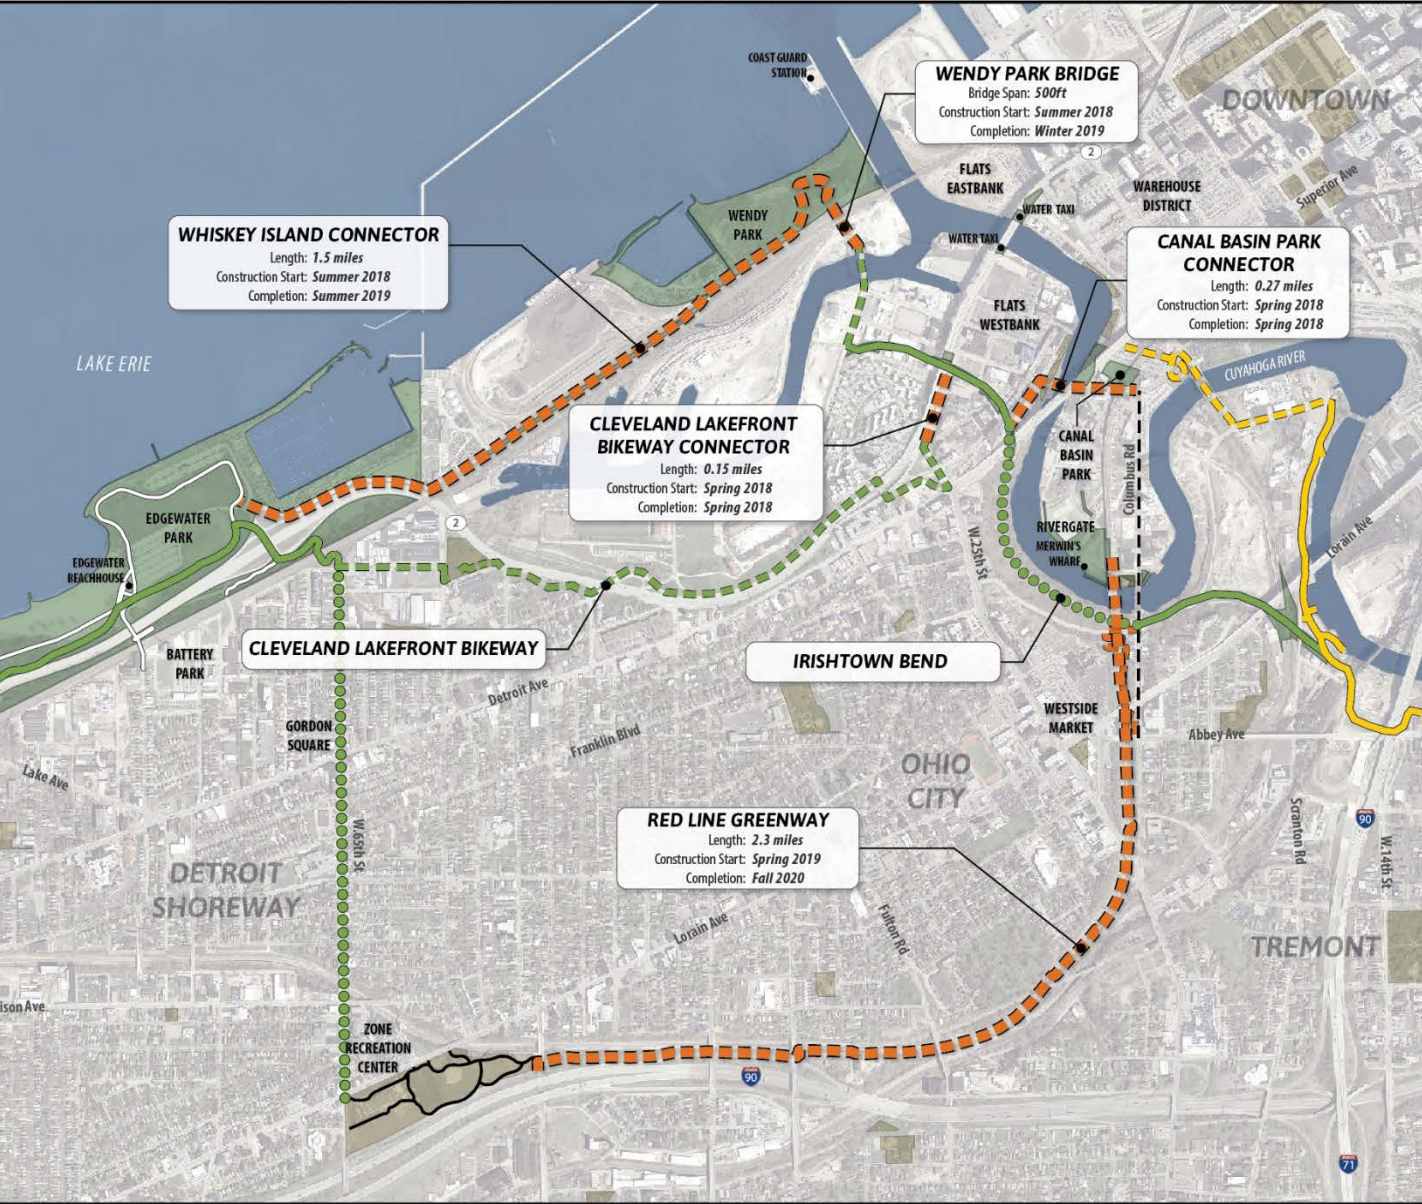 COAST GUARD
STATION
WENDY PARK BRIDGE
Bridge Span: 500ft
Construction Start: Summer 2018
Completion: Winter 2019
DOWNTOWN
2
FLATS
EASTBANK
WAREHOUSE
DISTRICT
Superior Ave
WATER TAXI
WATER TAXI
WENDY
PARK
WHISKEY ISLAND CONNECTOR
Length: 1.5 miles
Construction Start: Summer 2018
Completion: Summer 2019
CANAL BASIN PARK
CONNECTOR
Length: 0.27 miles
Construction Start: Spring 2018
Completion: Spring 2018
FLATS
WESTBANK
LAKE ERIE
CUYAHOGA RIVER
CLEVELAND LAKEFRONT
BIKEWAY CONNECTOR
Length: 0.15 miles
Construction Start: Spring 2018
Completion: Spring 2018
CANAL
BASIN
PARK
Columbus Rd
EDGEWATER
PARK
2
RIVERGATE
MERWIN'S
WHARF
W.25th St
Lorain Ave
EDGEWATER
BEACHHOUSE
CLEVELAND LAKEFRONT BIKEWAY
IRISHTOWN BEND
BATTERY
PARK
Detroit Ave
GORDON
SQUARE
Franklin Blvd
WESTSIDE
MARKET
Abbey Ave
Lake Ave
OHIO
CITY
RED LINE GREENWAY
Length: 2.3 miles
Construction Start: Spring 2019
Completion: Fall 2020
W.65th St
Scranton Rd
90
W.14th St
DETROIT
SHOREWAY
Lorain Ave
Fulton Rd
TREMONT
ison Ave
ZONE
RECREATION
CENTER
90
71